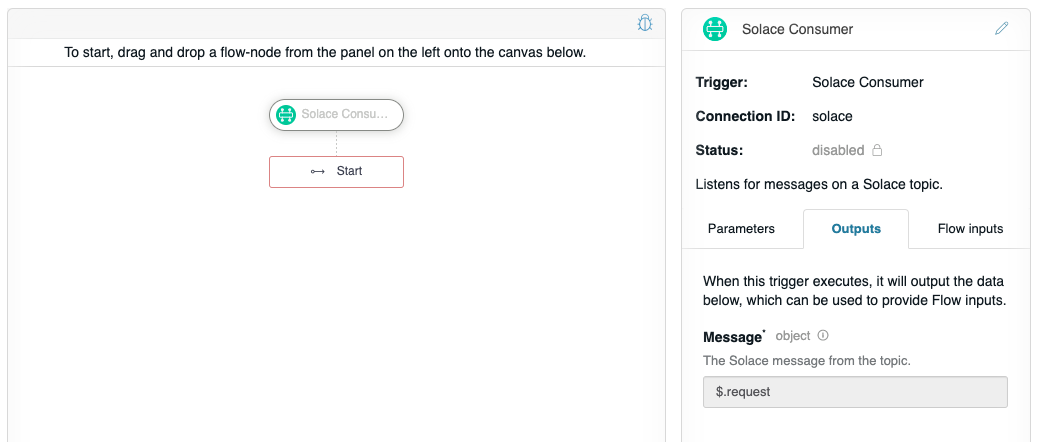 To start, drag and drop a flow-node from the panel on the left onto the canvas below.
Solace Consu...
Start
Solace Consumer
Trigger: Solace Consumer
Connection ID: solace
Status: disabled
Listens for messages on a Solace topic.
Parameters Outputs Flow inputs
When this trigger executes, it will output the data
below, which can be used to provide Flow inputs.
Message* object
The Solace message from the topic.
$.request